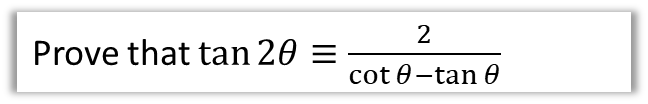 Prove that tan 2𝜃 ≡ 2/(cot 𝜃−tan 𝜃)